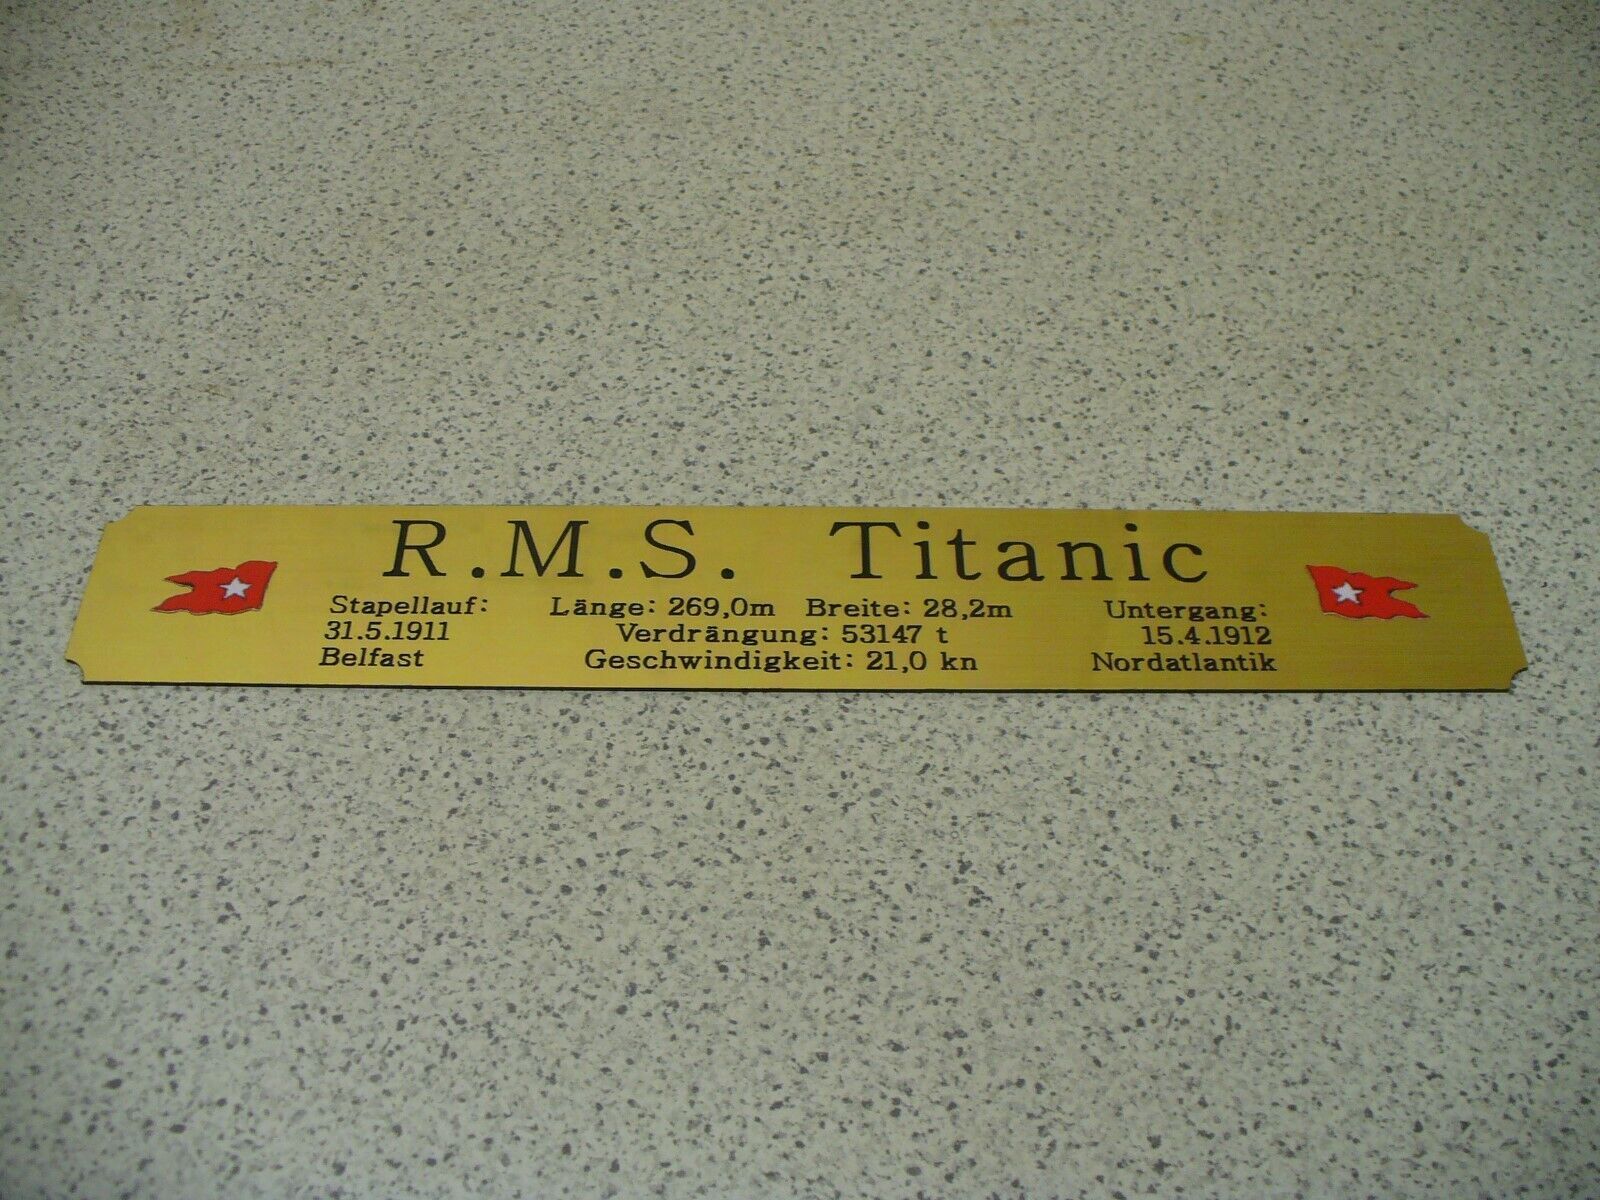 R.M.S. Titanic
Stapellauf:
31.5.1911
Belfast
Länge: 269,0m Breite: 28,2m
Verdrängung: 53147 t
Geschwindigkeit: 21,0 kn
Untergang:
15.4.1912
Nordatlantik